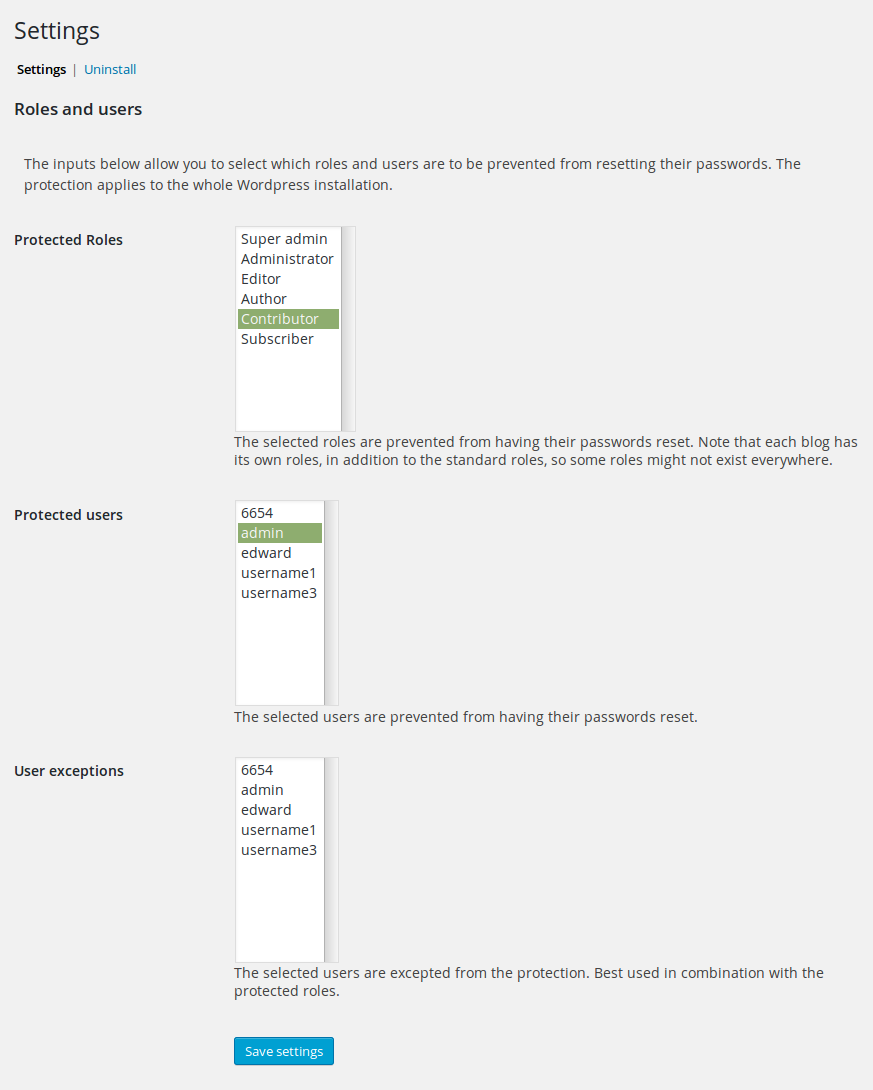 Settings
Settings | Uninstall
Roles and users
The inputs below allow you to select which roles and users are to be prevented from resetting their passwords. The
protection applies to the whole Wordpress installation.
Protected Roles
Super admin
Administrator
Editor
Author
Contributor
Subscriber
The selected roles are prevented from having their passwords reset. Note that each blog has
its own roles, in addition to the standard roles, so some roles might not exist everywhere.
Protected users
6654
admin
edward
username1
username3
The selected users are prevented from having their passwords reset.
User exceptions
6654
admin
edward
username1
username3
The selected users are excepted from the protection. Best used in combination with the
protected roles.
Save settings